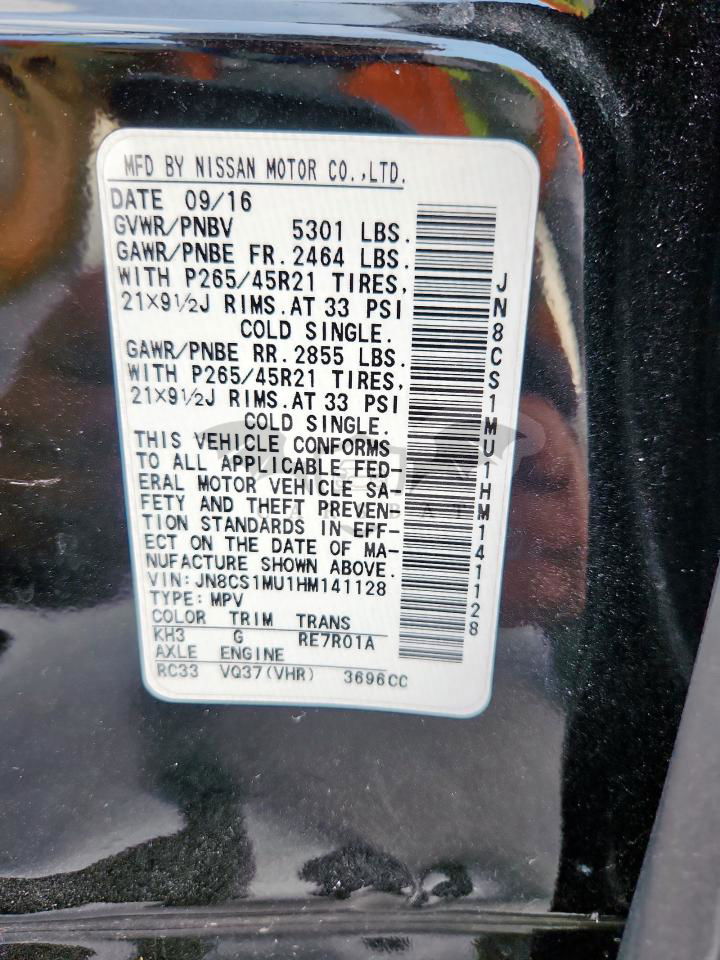 MFD BY NISSAN MOTOR CO.,LTD.
DATE 09/16
GVWR/PNBV 5301 LBS.
GAWR/PNBE FR. 2464 LBS.
WITH P265/45R21 TIRES,
21×9½J RIMS.AT 33 PSI
COLD SINGLE.
GAWR/PNBE RR. 2855 LBS.
WITH P265/45R21 TIRES,
21×9½J RIMS.AT 33 PSI
COLD SINGLE.
THIS VEHICLE CONFORMS
TO ALL APPLICABLE FED-
ERAL MOTOR VEHICLE SA-
FETY AND THEFT PREVEN-
TION STANDARDS IN EFF-
ECT ON THE DATE OF MA-
NUFACTURE SHOWN ABOVE.
VIN: JN8CS1MU1HM141128
TYPE: MPV
COLOR TRIM TRANS
KH3 G RE7R01A
AXLE ENGINE
RC33 VQ37(VHR) 3696CC
JN8CS1MU1HM141128